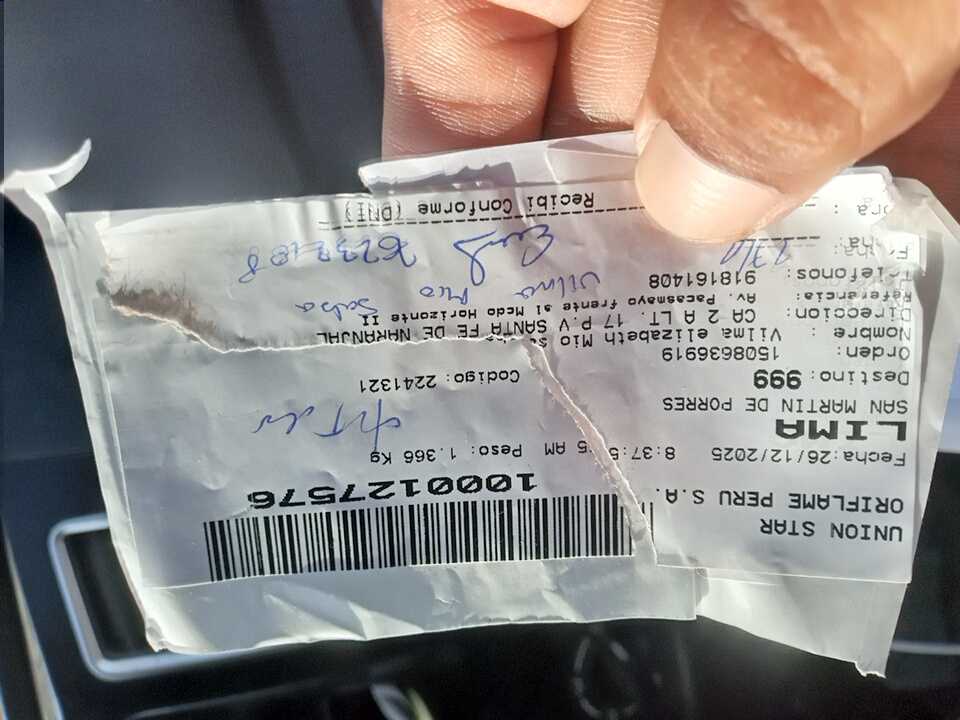 UNION STAR
ORIFLAME PERU S.A.
1000127576
Fecha: 26/12/2025 8:37:5 AM Peso: 1.366 Kg
LIMA
SAN MARTIN DE PORRES
Destino: 999 Codigo: 2241321
Orden: 1508636919
Nombre : Vilma elizabeth Mio
Direccion: CA 2 A LT. 17 P.V SANTA FE DE NARANJAL II
Referencia: Av. Pacasmayo frente al Mcdo Horizonte
Telefonos: 918161408
Vilma Mio
Recibi Conforme (DNI)